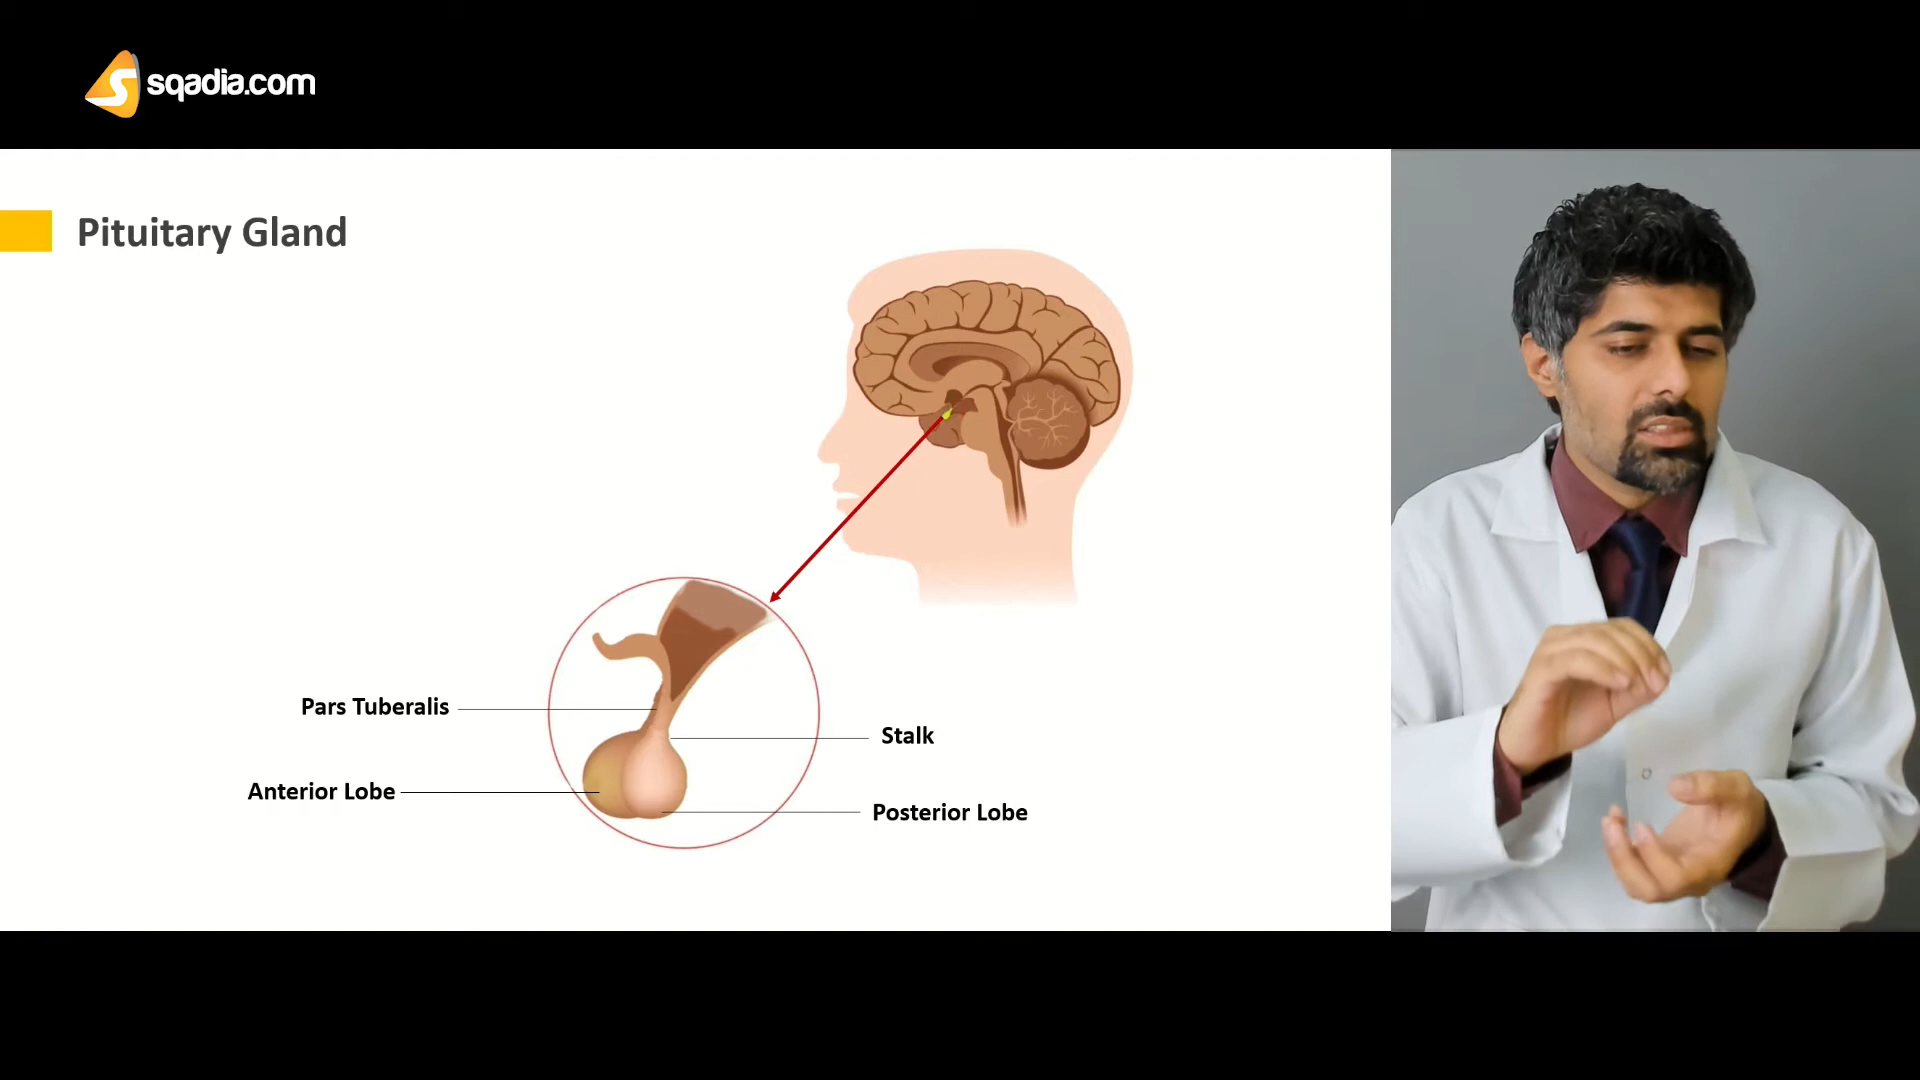 sqadia.com
Pituitary Gland
Pars Tuberalis
Stalk
Anterior Lobe
Posterior Lobe